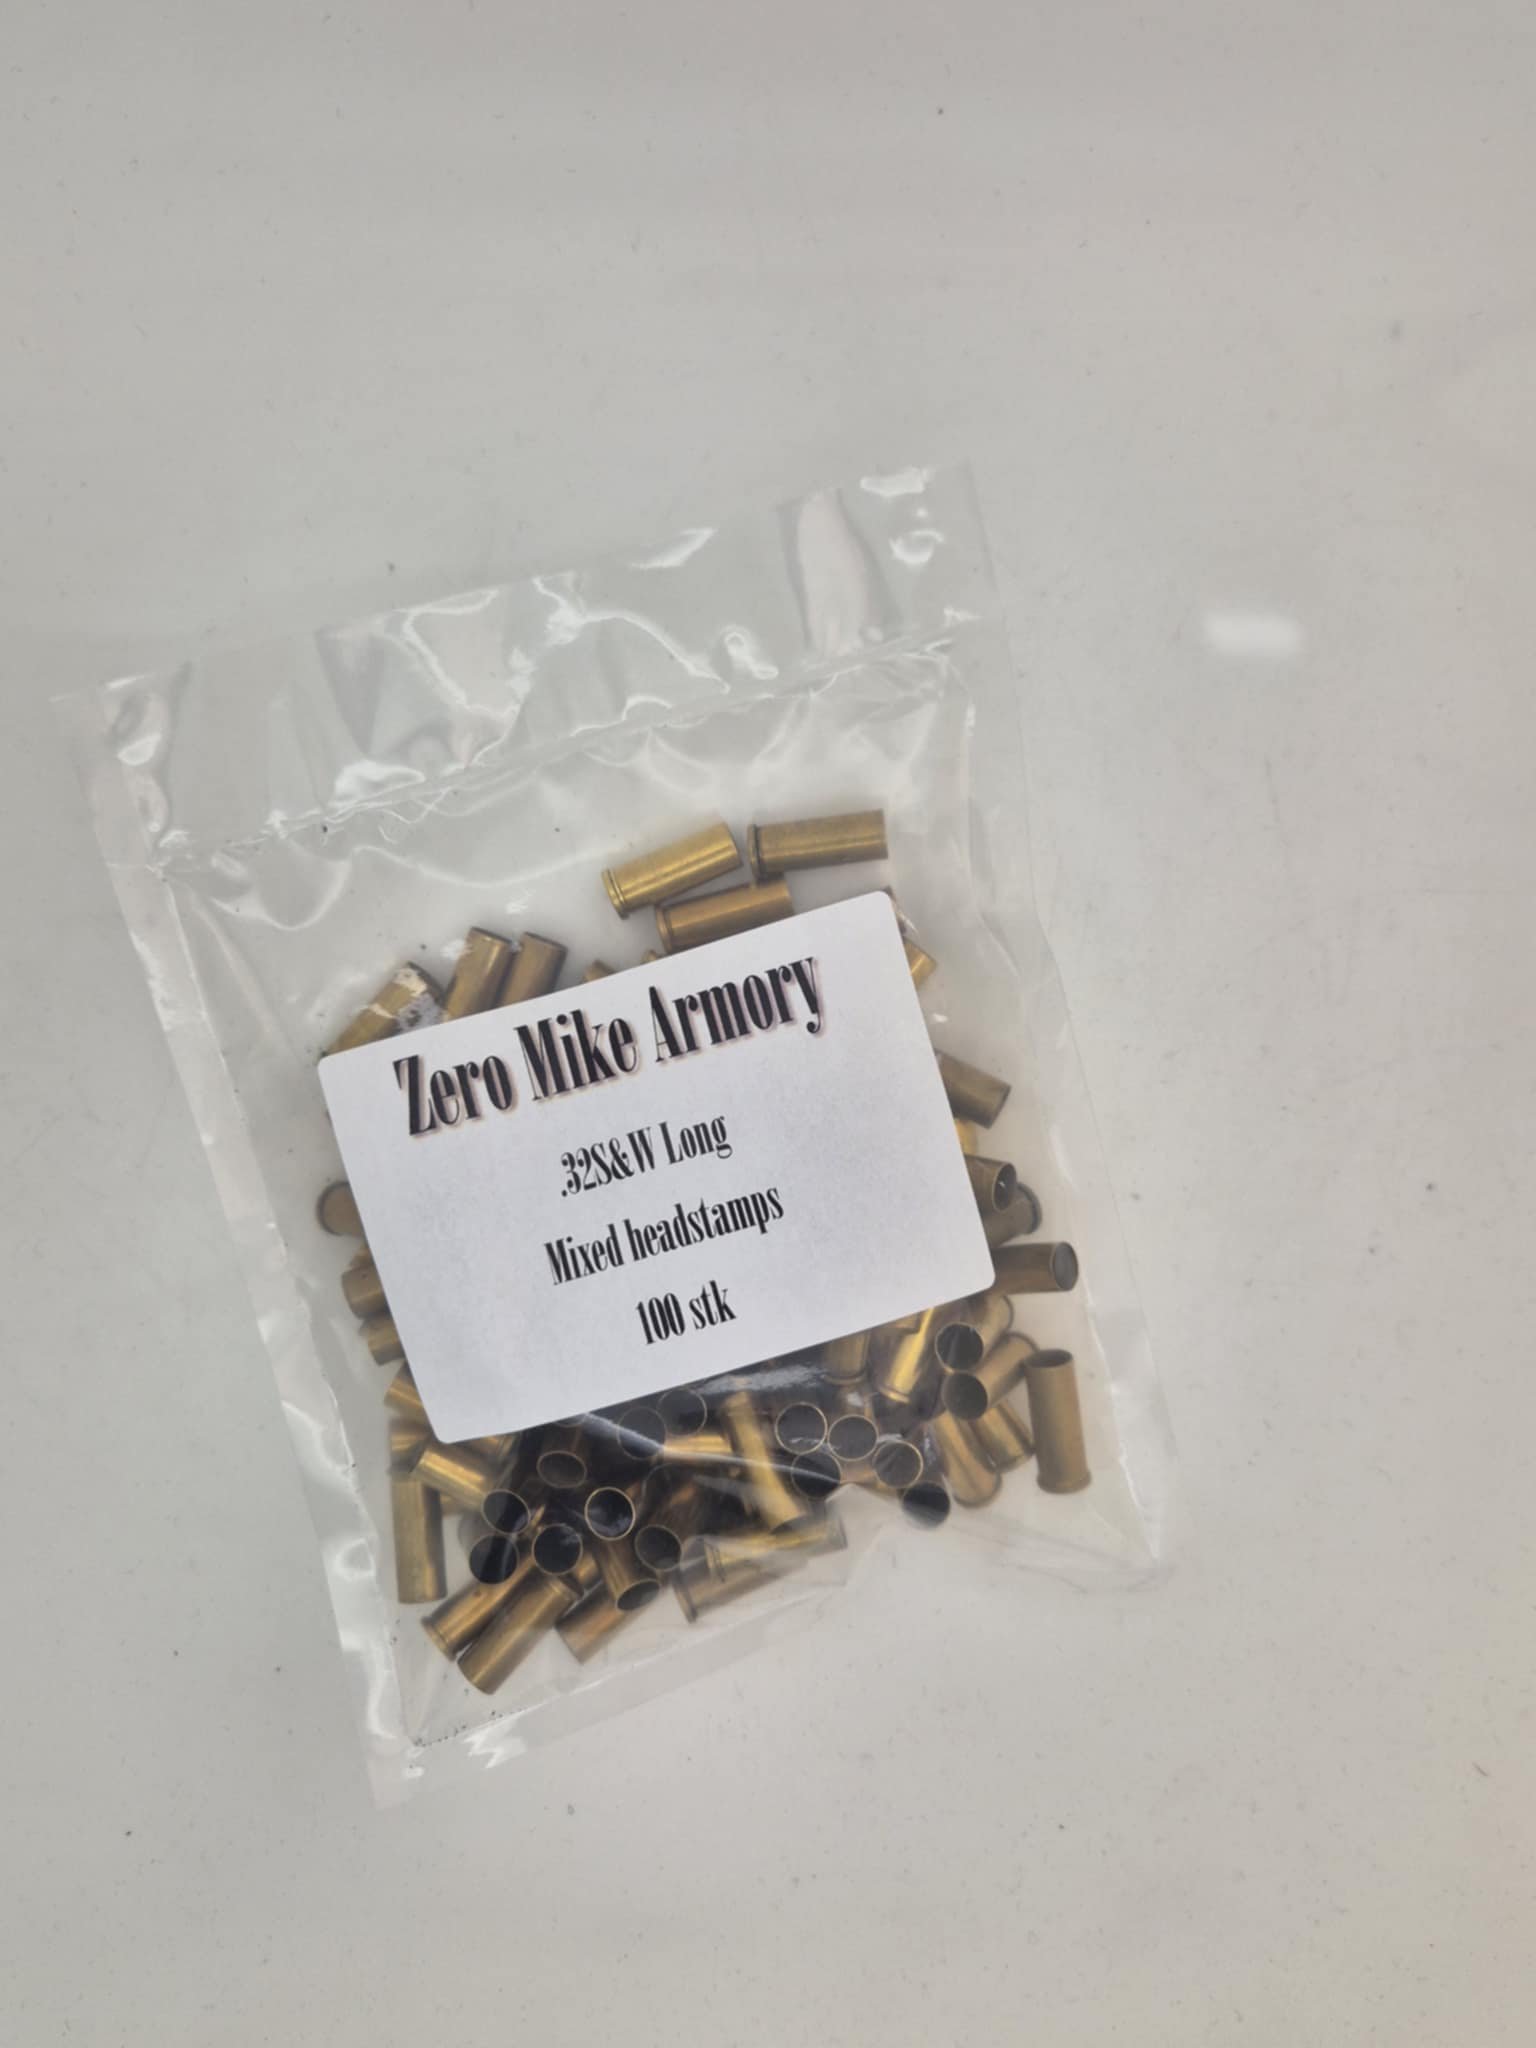 Zero Mike Armory
.32S&W Long
Mixed headstamps
100 stk